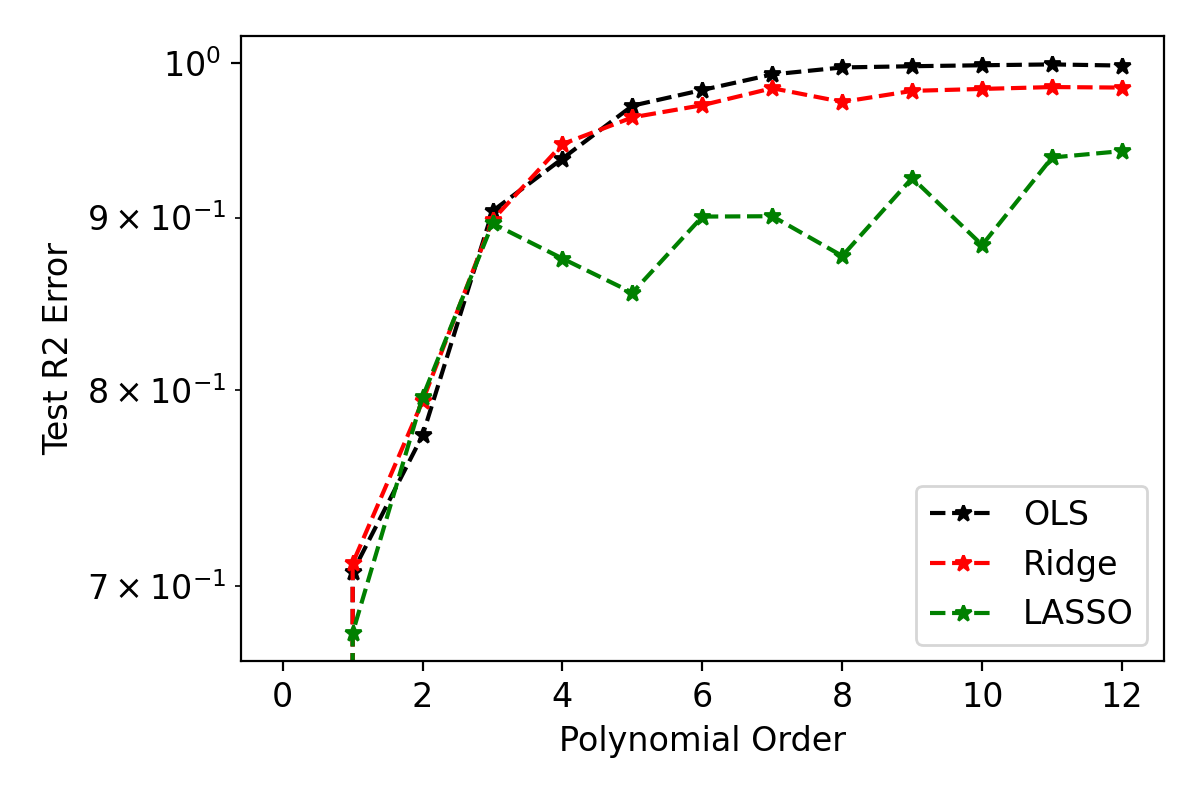 10⁰
9 × 10⁻¹
8 × 10⁻¹
7 × 10⁻¹
Test R2 Error
OLS
Ridge
LASSO
0 2 4 6 8 10 12
Polynomial Order